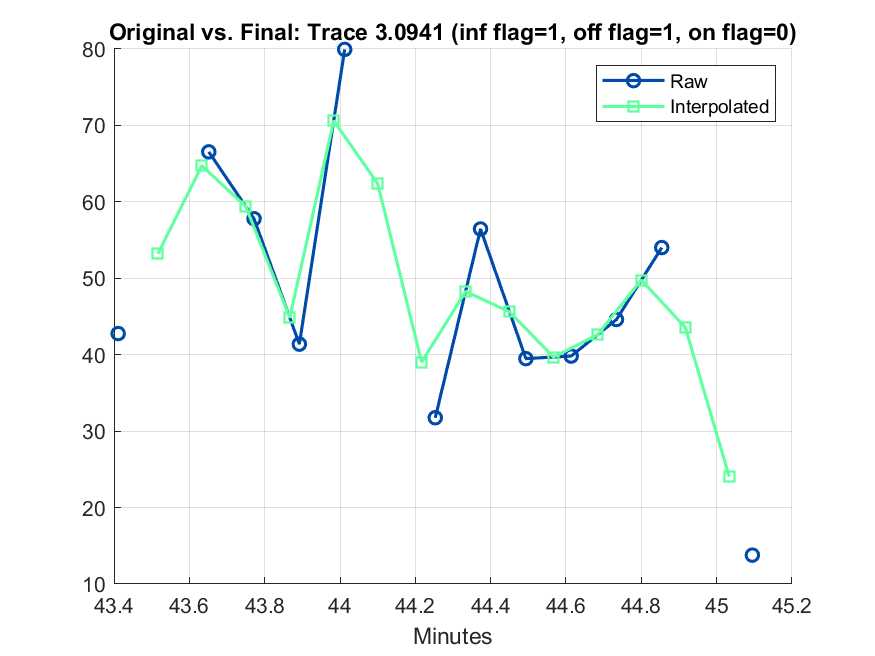 Original vs. Final: Trace 3.0941 (inf flag=1, off flag=1, on flag=0)
80
70
60
50
40
30
20
10
Raw
Interpolated
43.4 43.6 43.8 44 44.2 44.4 44.6 44.8 45 45.2
Minutes